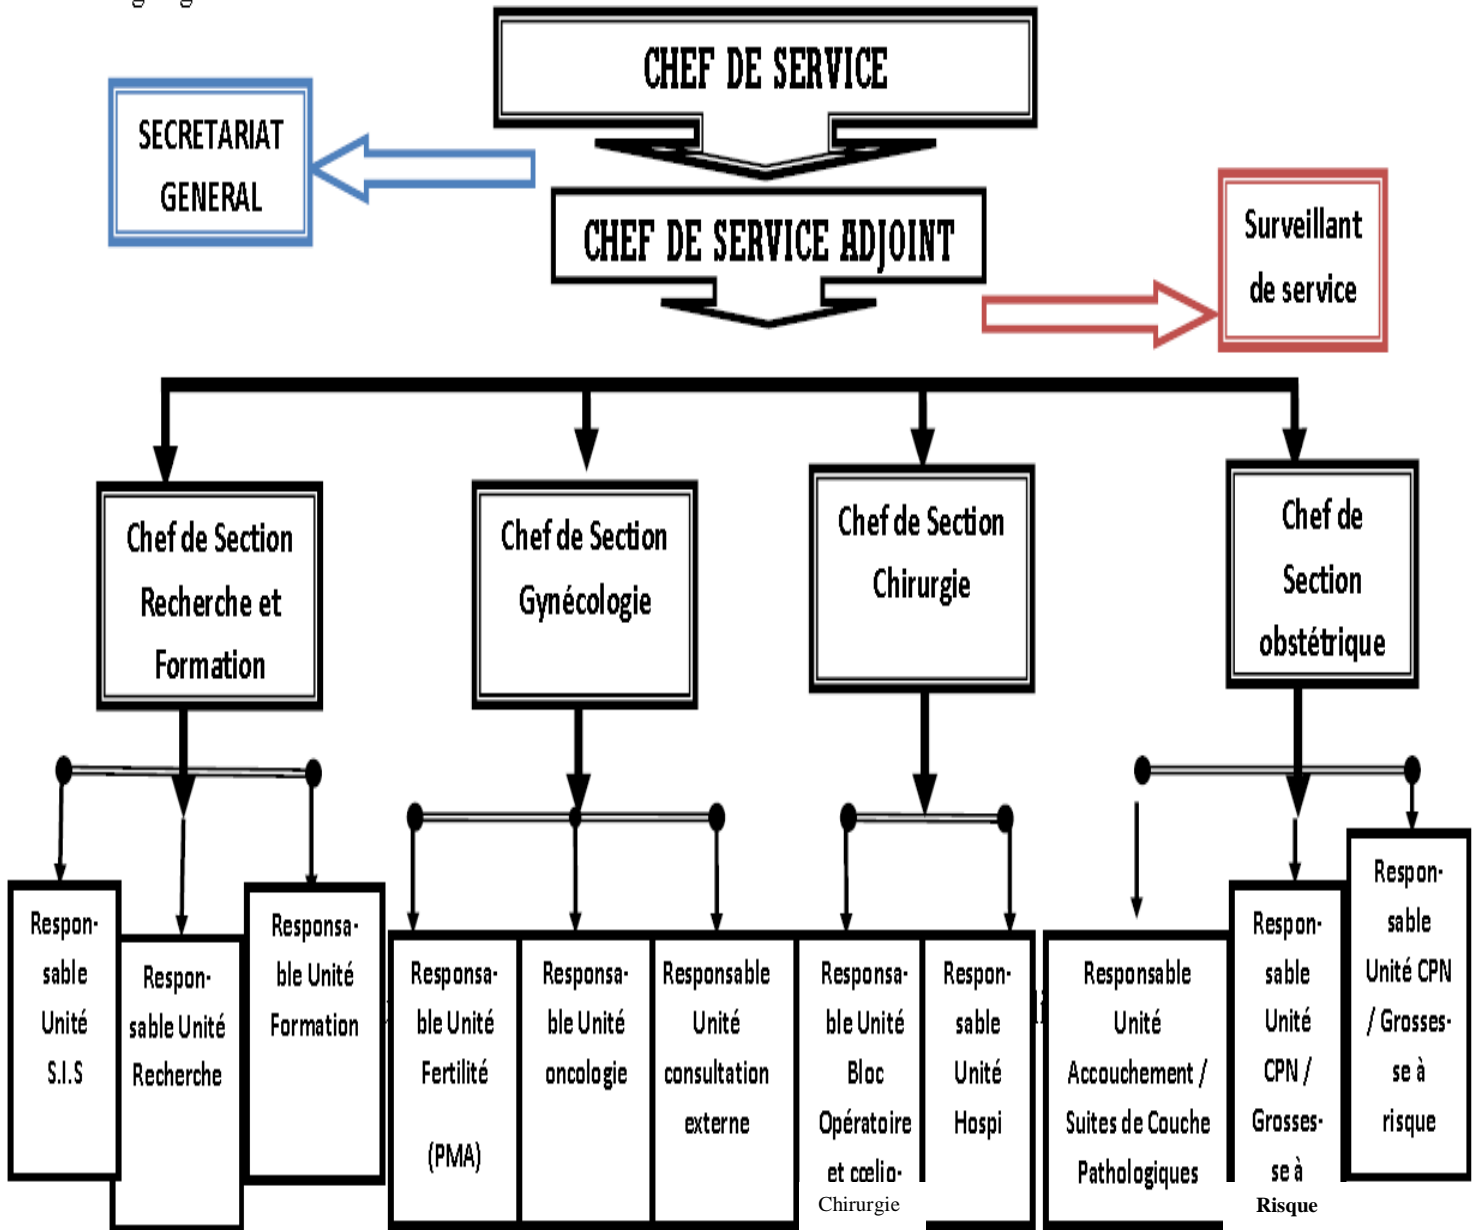 CHEF DE SERVICE
SECRETARIAT
GENERAL
CHEF DE SERVICE ADJOINT
Surveillant
de service
Chef de Section
Recherche et
Formation
Chef de Section
Gynécologie
Chef de Section
Chirurgie
Chef de
Section
obstétrique
Respon-
sable
Unité
S.I.S
Respon-
sable Unité
Recherche
Responsa-
ble Unité
Formation
Responsa-
ble Unité
Fertilité
(PMA)
Responsa-
ble Unité
oncologie
Responsable
Unité
consultation
externe
Responsa-
ble Unité
Bloc
Opératoire
et cœlio-
Chirurgie
Respon-
sable
Unité
Hospi
Responsable
Unité
Accouchement /
Suites de Couche
Pathologiques
Respon-
sable
Unité
CPN /
Grosses-
se à
Risque
Respon-
sable
Unité CPN
/ Grosses-
se à
risque